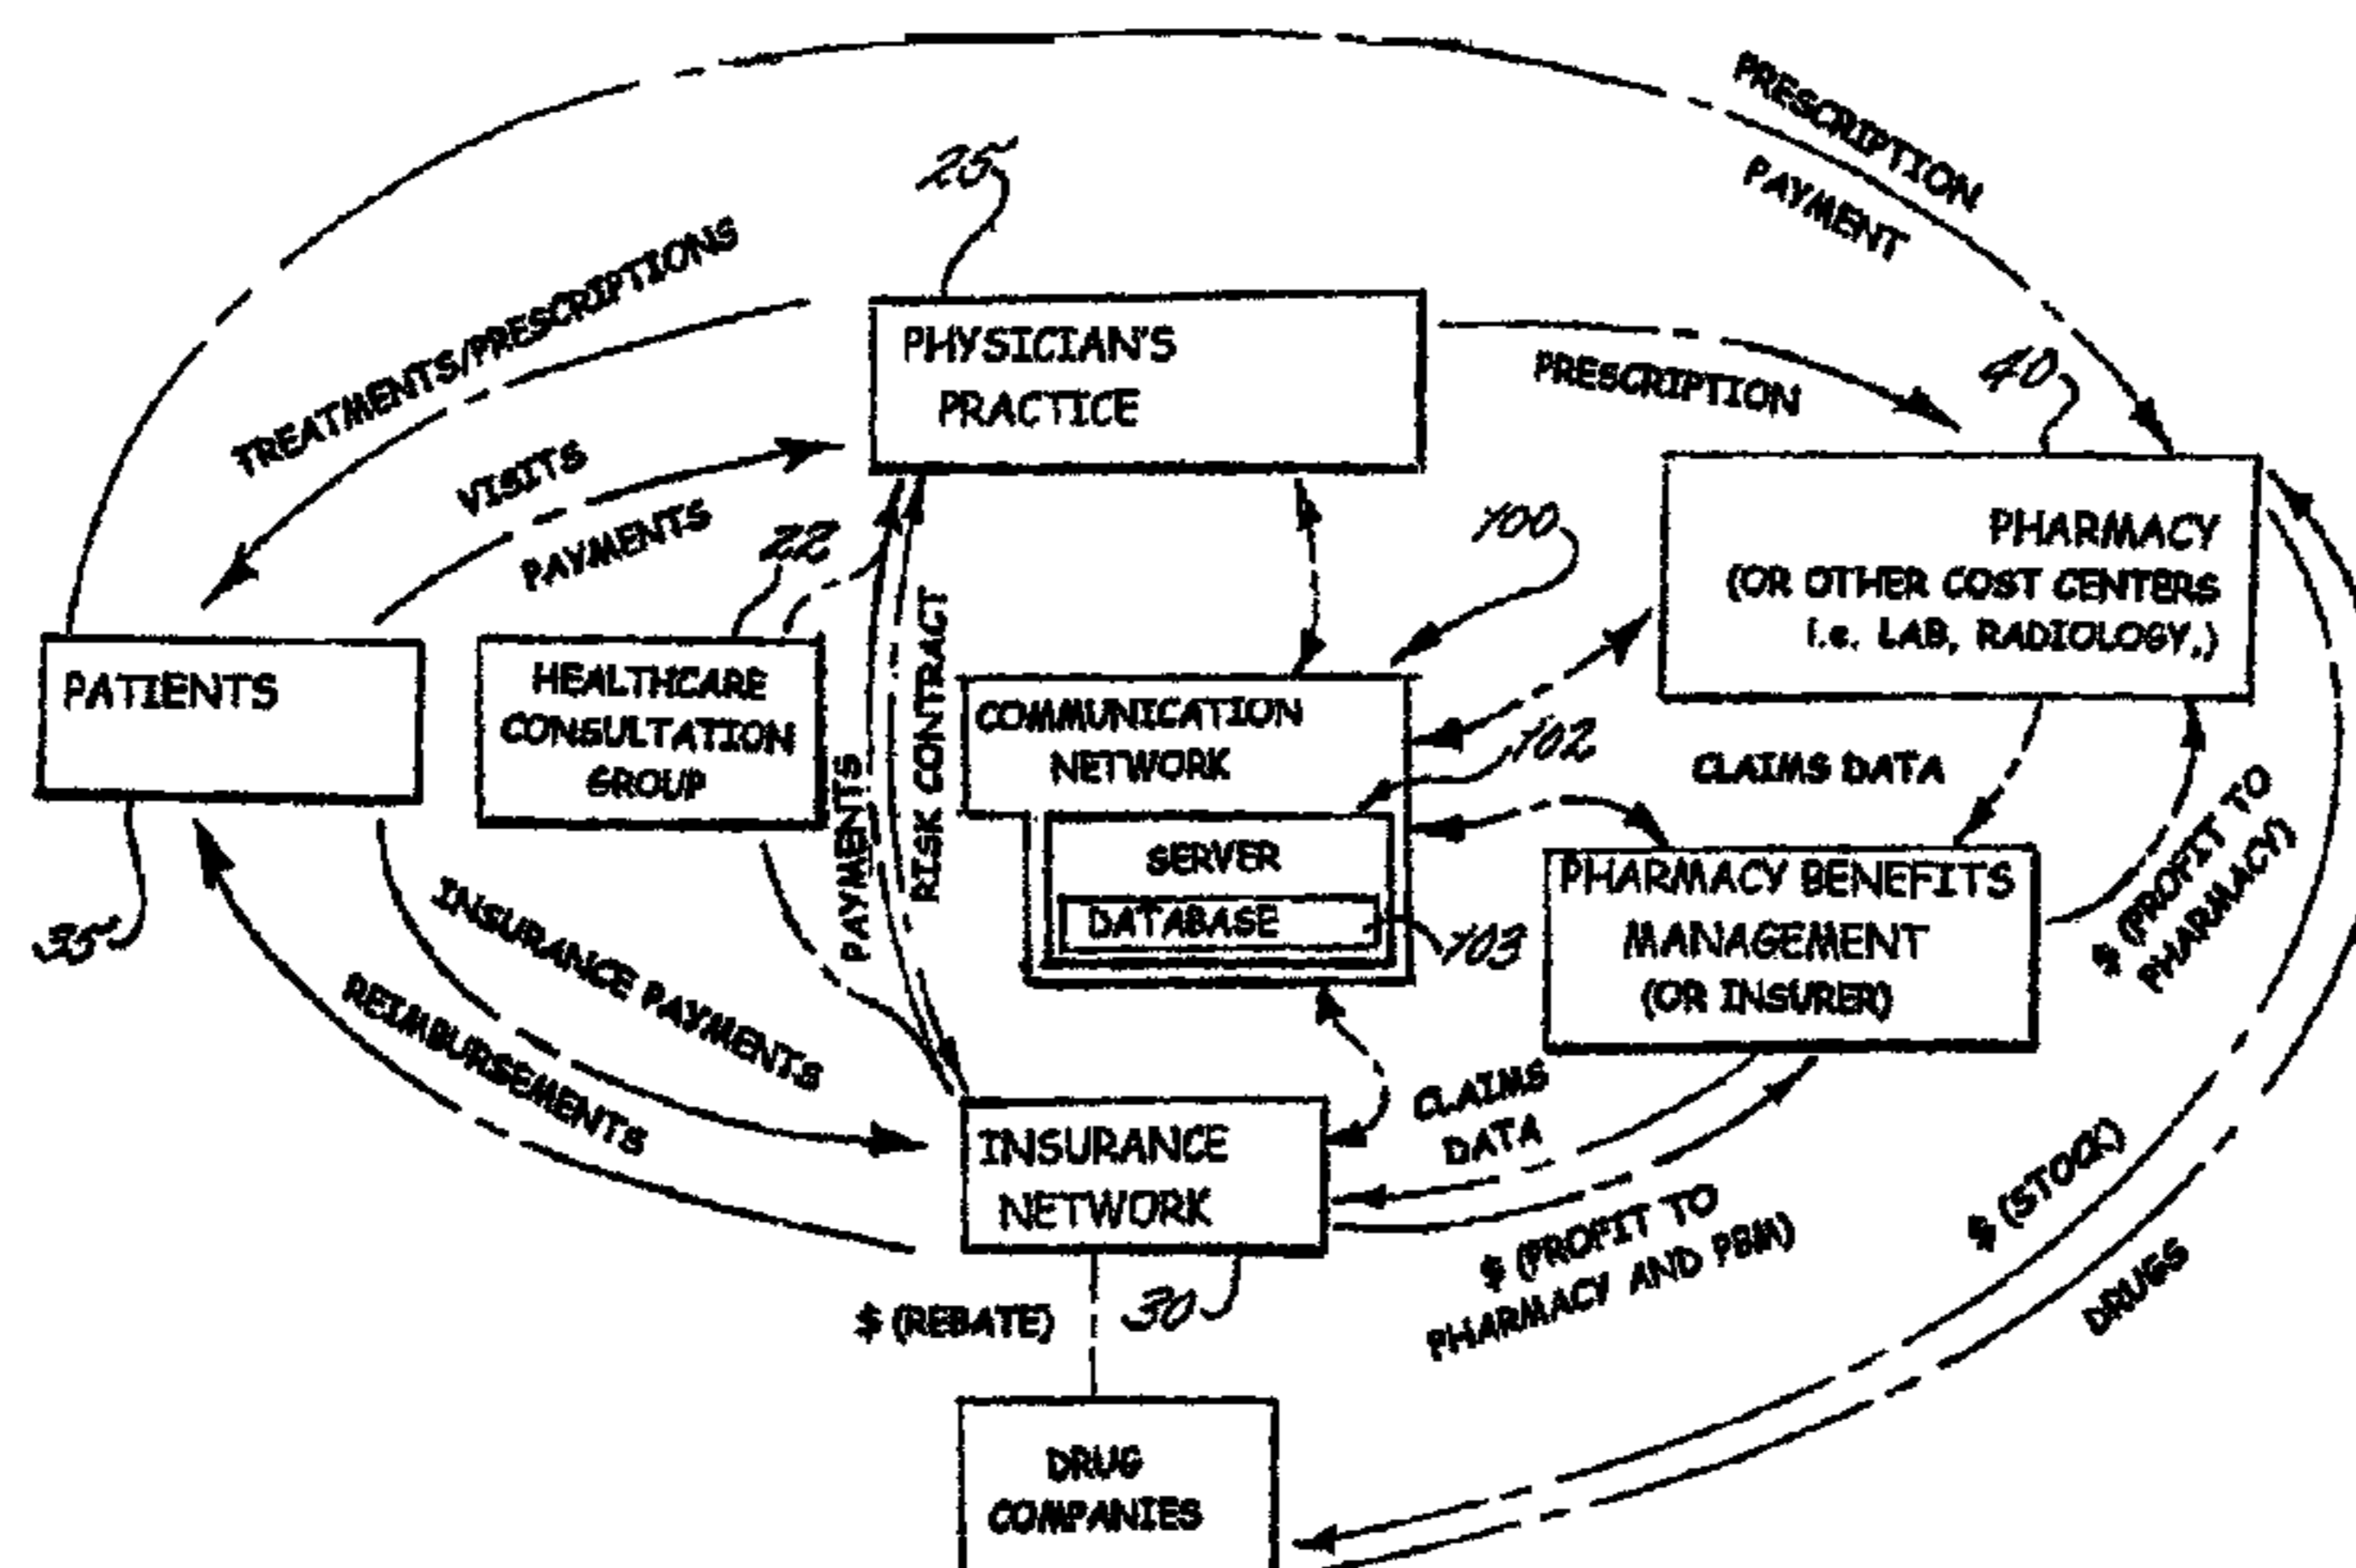 PRESCRIPTION
PAYMENT
25
TREATMENTS/PRESCRIPTIONS
PHYSICIAN'S
PRACTICE
PRESCRIPTION
40
VISITS
PAYMENTS
22
100
PHARMACY
(OR OTHER COST CENTERS
i.e. LAB, RADIOLOGY,)
PATIENTS
HEALTHCARE
CONSULTATION
GROUP
PAYMENTS
RISK CONTRACT
COMMUNICATION
NETWORK
102
CLAIMS DATA
SERVER
DATABASE
103
PHARMACY BENEFITS
MANAGEMENT
(OR INSURER)
$ (PROFIT TO
PHARMACY)
35
INSURANCE PAYMENTS
REIMBURSEMENTS
CLAIMS
DATA
INSURANCE
NETWORK
$ (PROFIT TO
PHARMACY AND PBM)
$ (STOCK)
DRUGS
$ (REBATE)
30
DRUG
COMPANIES